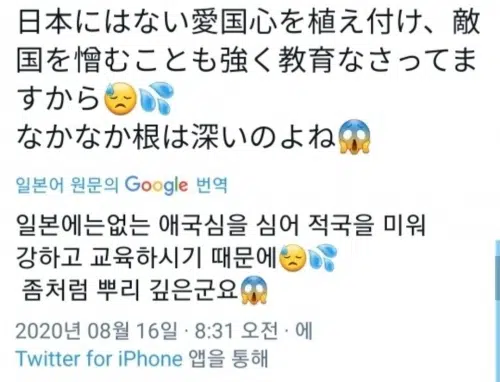 日本にはない愛国心を植え付け、敵
国を憎むことも強く教育なさってま
すから😓💦
なかなか根は深いのよね😱
일본어 원문의 Google 번역
일본에는없는 애국심을 심어 적국을 미워
강하고 교육하시기 때문에😓💦
좀처럼 뿌리 깊은군요😱
2020년 08월 16일 · 8:31 오전 · 에
Twitter for iPhone 앱을 통해